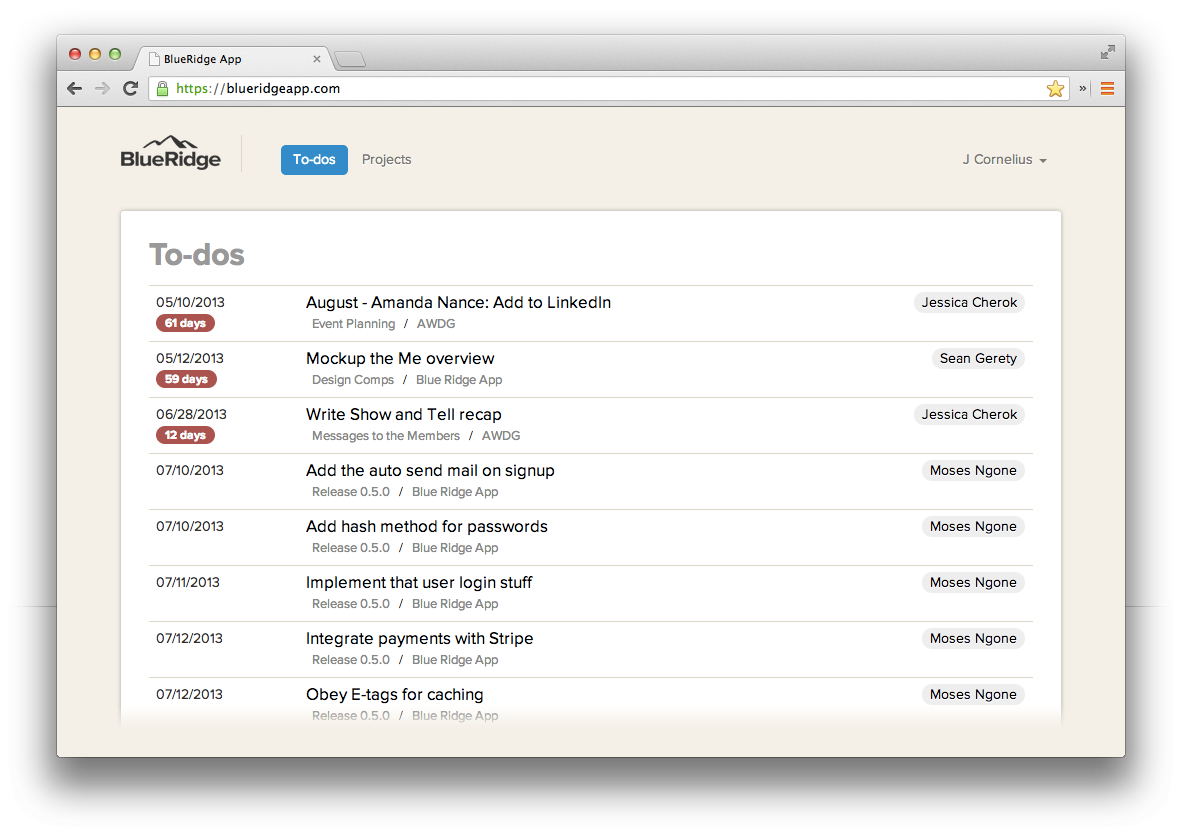 BlueRidge App
https://blueridgeapp.com
»
BlueRidge
To-dos
Projects
J Cornelius
To-dos
05/10/2013 August - Amanda Nance: Add to LinkedIn Jessica Cherok
61 days Event Planning / AWDG
05/12/2013 Mockup the Me overview Sean Gerety
59 days Design Comps / Blue Ridge App
06/28/2013 Write Show and Tell recap Jessica Cherok
12 days Messages to the Members / AWDG
07/10/2013 Add the auto send mail on signup Moses Ngone
Release 0.5.0 / Blue Ridge App
07/10/2013 Add hash method for passwords Moses Ngone
Release 0.5.0 / Blue Ridge App
07/11/2013 Implement that user login stuff Moses Ngone
Release 0.5.0 / Blue Ridge App
07/12/2013 Integrate payments with Stripe Moses Ngone
Release 0.5.0 / Blue Ridge App
07/12/2013 Obey E-tags for caching Moses Ngone
Release 0.5.0 / Blue Ridge App